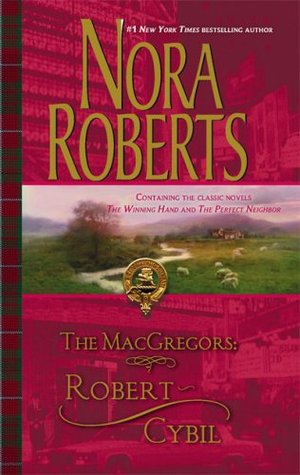 #1 New York Times BESTSELLING AUTHOR
NORA
ROBERTS
CONTAINING THE CLASSIC NOVELS
THE WINNING HAND AND THE PERFECT NEIGHBOR
THE MACGREGORS:
ROBERT~
CYBIL